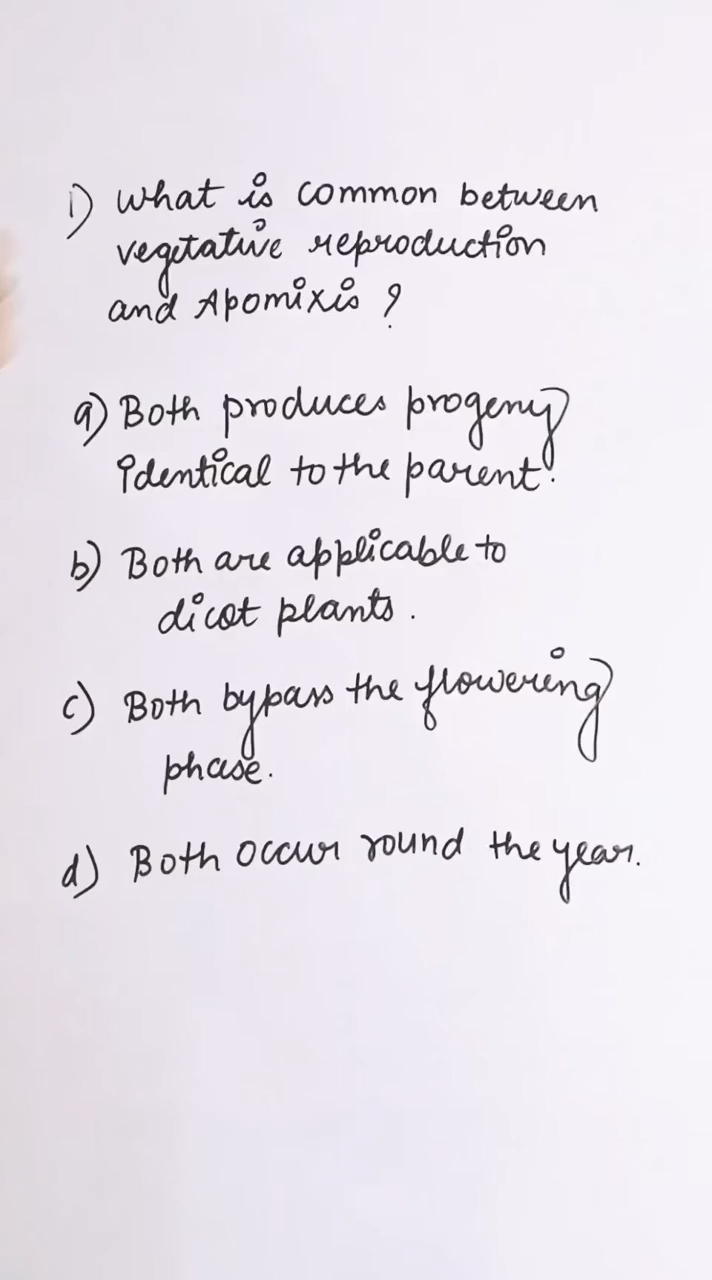 1) what is common between
vegetative reproduction
and Apomixis ?
a) Both produces progeny
identical to the parent.
b) Both are applicable to
dicot plants.
c) Both bypass the flowering
phase.
d) Both occur round the year.